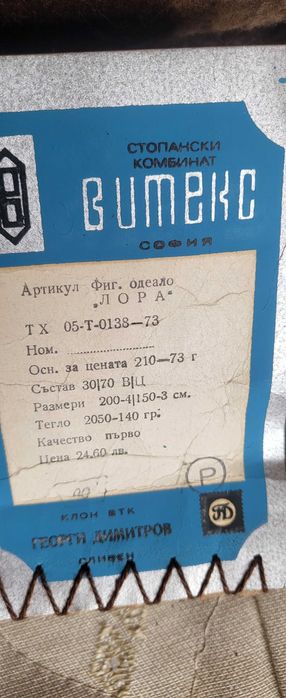 СТОПАНСКИ
КОМБИНАТ
Витекс
СОФИЯ
Артикул Фиг. одеало
„ЛОРА“
ТХ 05-Т-0138—73
Ном. ..........................
Осн. за цената 210—73 г
Състав 30|70 В|Ц
Размери 200-4|150-3 см.
Тегло 2050-140 гр.
Качество първо
Цена 24.60 лв.
Р
КЛОН ВТК
ГЕОРГИ ДИМИТРОВ
СЛИВЕН